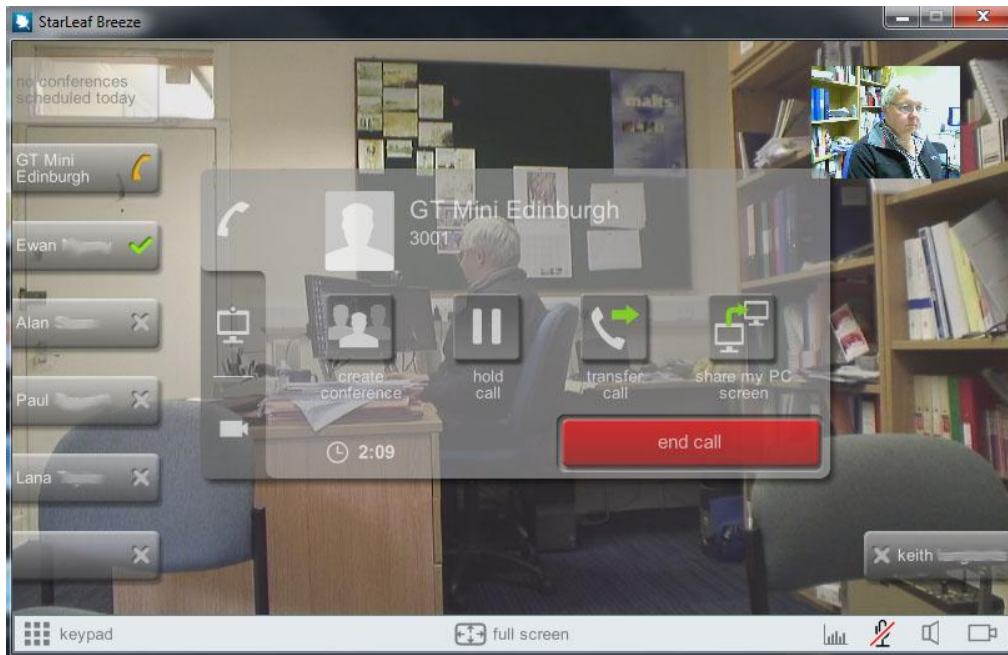 StarLeaf Breeze
no conferences
scheduled today
GT Mini
Edinburgh
Ewan
Alan
Paul
Lana
malts
GT Mini Edinburgh
3001
create
conference
hold
call
transfer
call
share my PC
screen
2:09
end call
keith
keypad
full screen